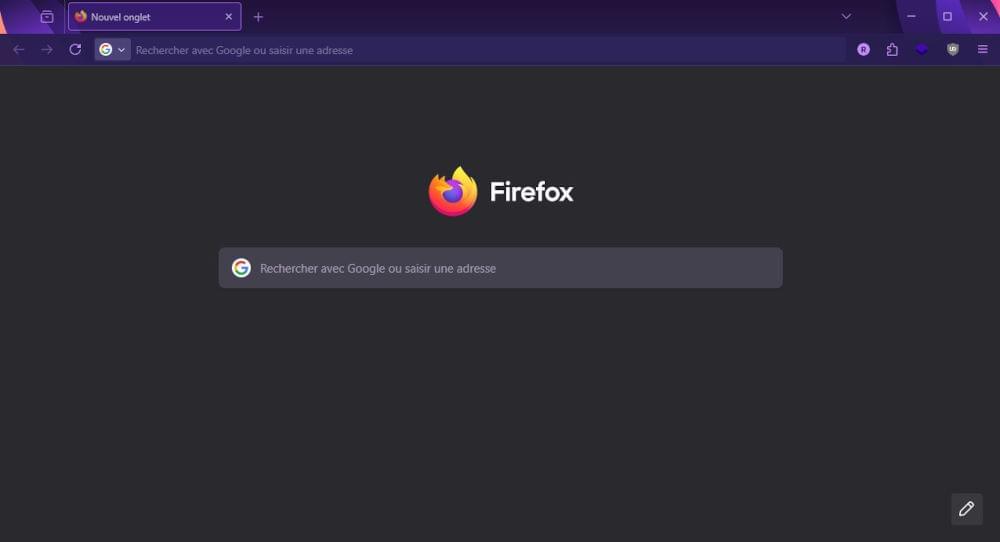 Nouvel onglet
Rechercher avec Google ou saisir une adresse
R
Firefox
Rechercher avec Google ou saisir une adresse